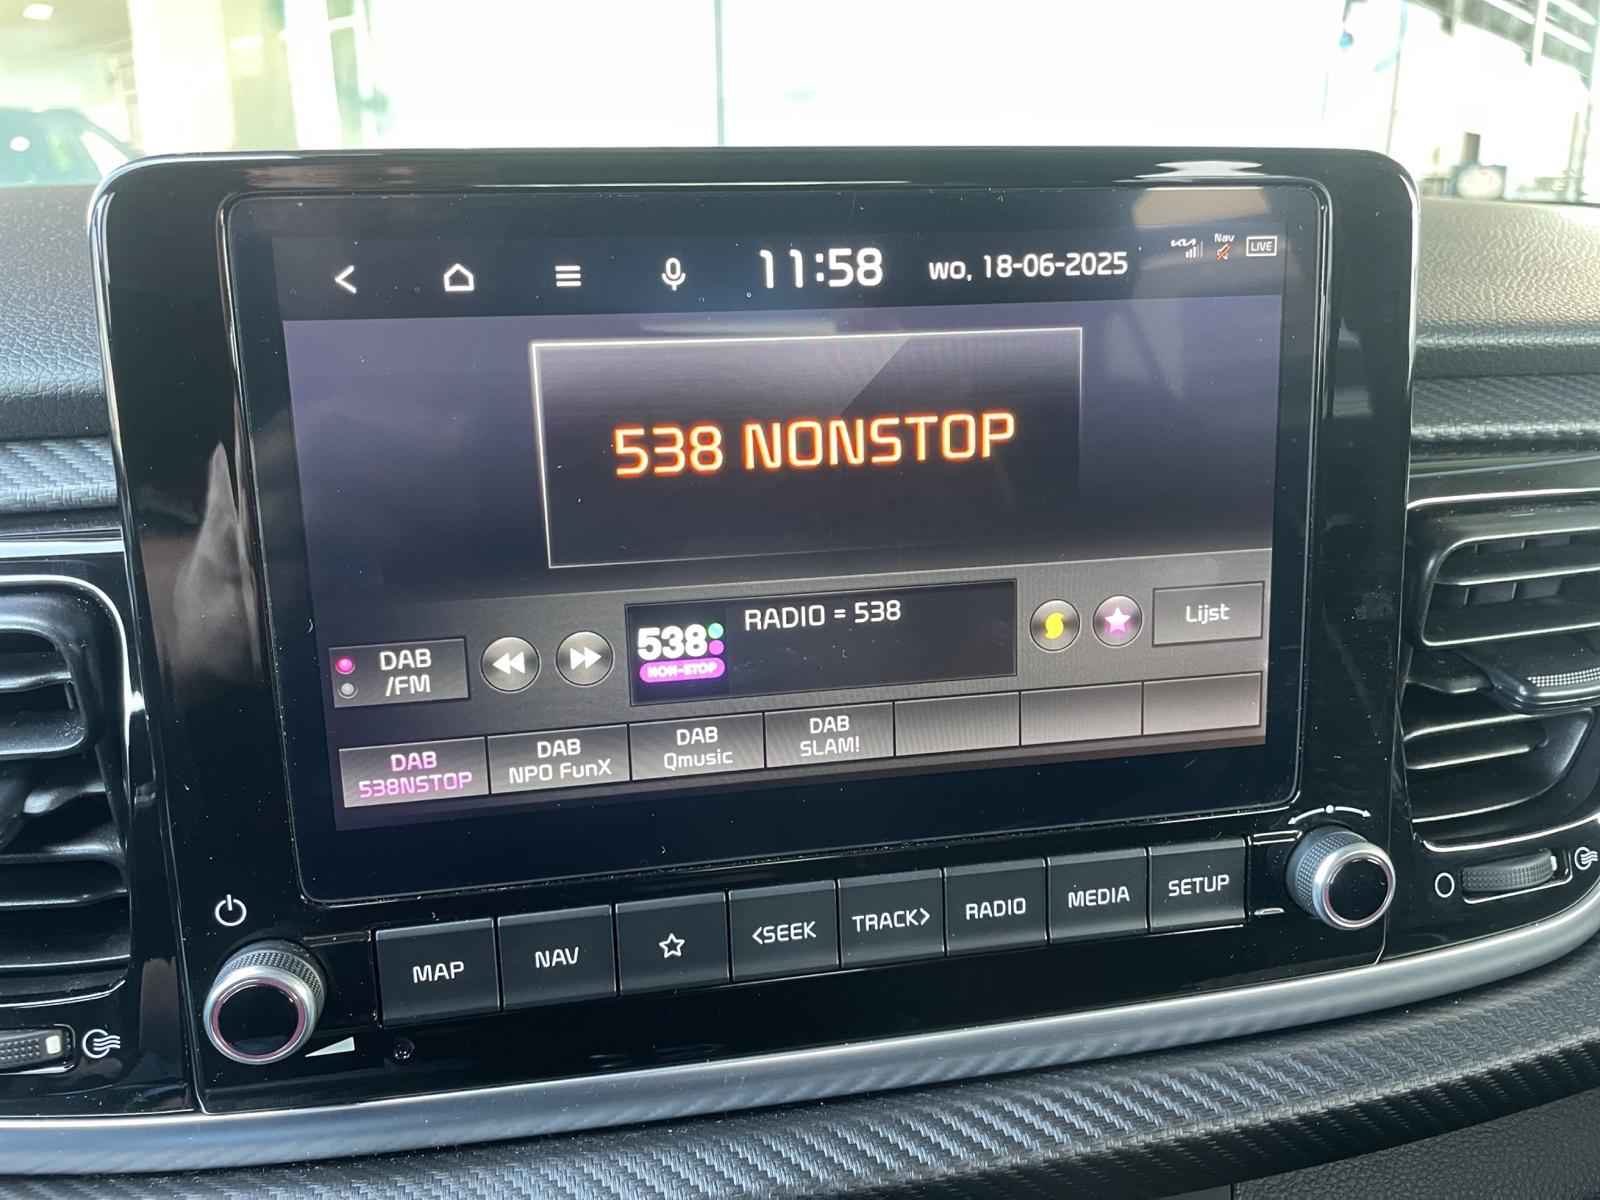 11:58
wo, 18-06-2025
KIA
Nav
LIVE
538 NONSTOP
RADIO = 538
538
NON-STOP
Lijst
DAB
/FM
DAB
538NSTOP
DAB
NPO FunX
DAB
Qmusic
DAB
SLAM!
MAP
NAV
<SEEK
TRACK>
RADIO
MEDIA
SETUP